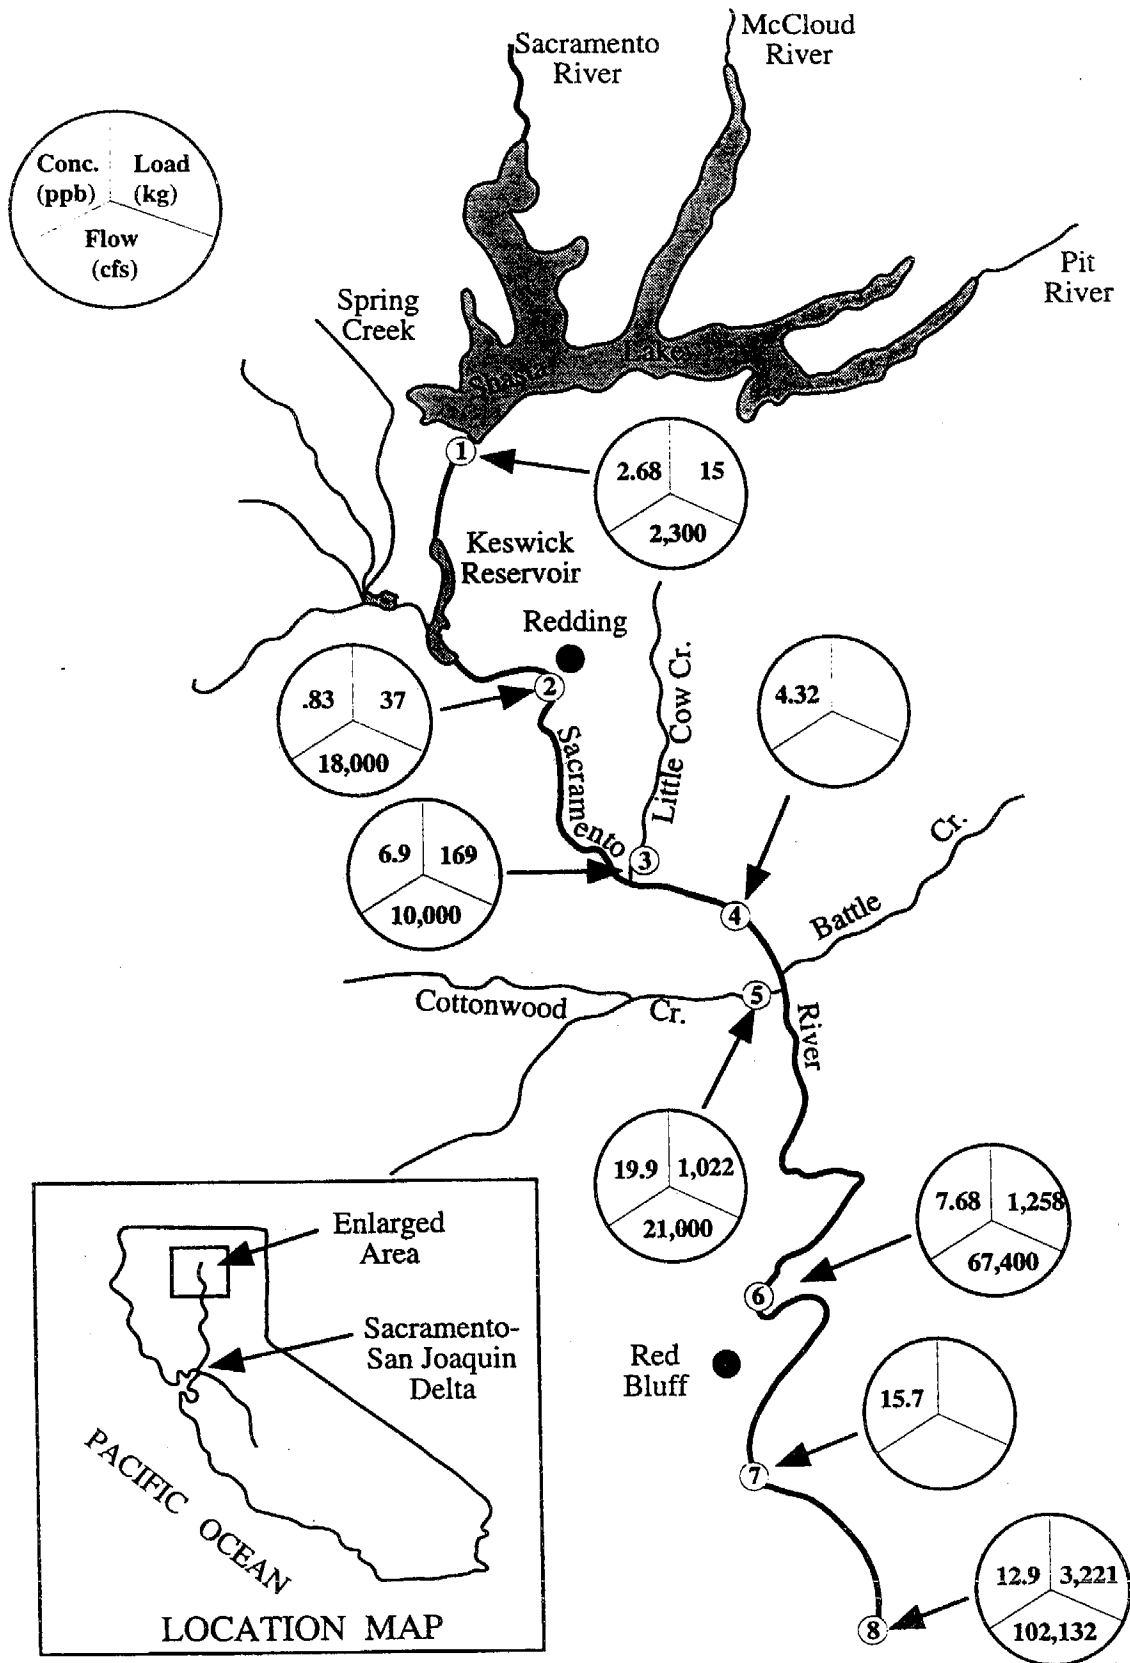 McCloud
River
Sacramento
River
Conc.
(ppb)
Load
(kg)
Flow
(cfs)
Pit
River
Spring
Creek
Shasta
Lake
1
2.68
15
2,300
Keswick
Reservoir
Redding
2
.83
37
18,000
Little Cow Cr.
4.32
Sacramento
3
6.9
169
10,000
4
Battle
Cr.
Cottonwood
Cr.
5
River
19.9
1,022
21,000
7.68
1,258
67,400
6
Red
Bluff
15.7
7
12.9
3,221
102,132
8
Enlarged
Area
Sacramento-
San Joaquin
Delta
PACIFIC OCEAN
LOCATION MAP